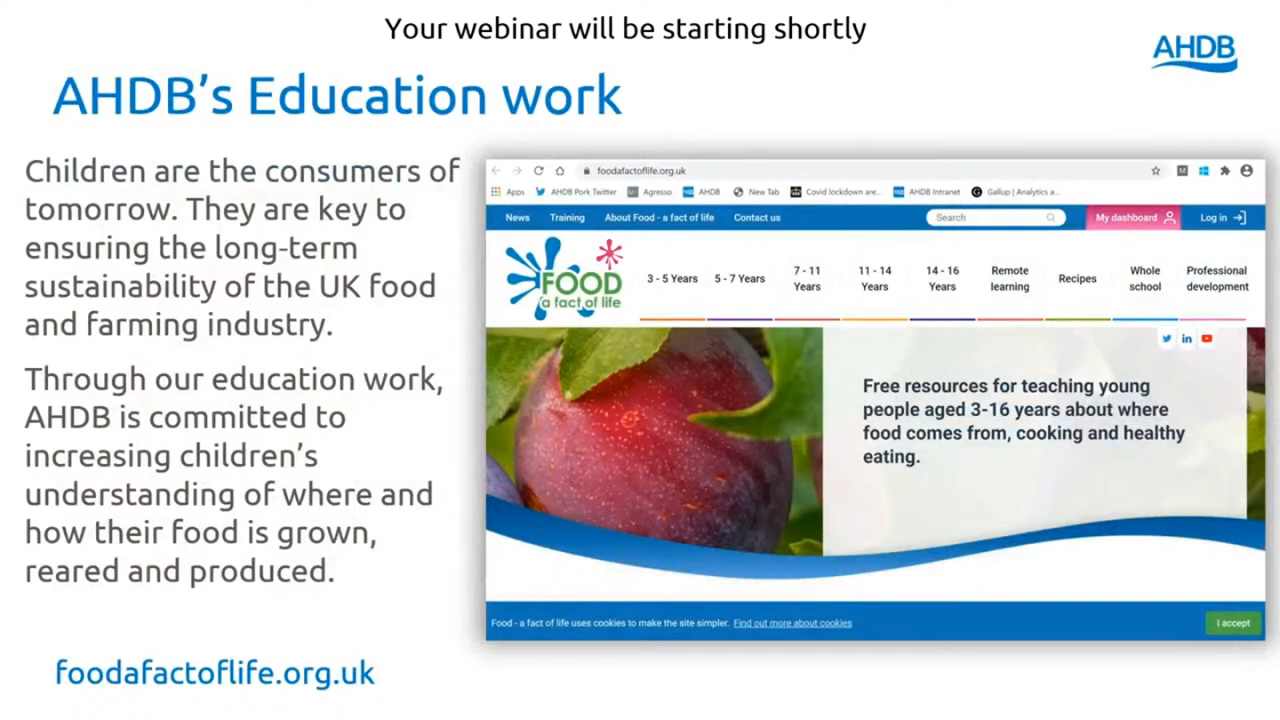 Your webinar will be starting shortly
AHDB
AHDB's Education work
Children are the consumers of
tomorrow. They are key to
ensuring the long-term
sustainability of the UK food
and farming industry.
Through our education work,
AHDB is committed to
increasing children's
understanding of where and
how their food is grown,
reared and produced.
foodafactoflife.org.uk
foodafactoflife.org.uk
Apps AHDB Pork Twitter Agresso AHDB New Tab Covid lockdown are... AHDB Intranet Gallup | Analytics a...
News Training About Food - a fact of life Contact us Search My dashboard Log in
FOOD
a fact of life
3 - 5 Years 5 - 7 Years 7 - 11 Years 11 - 14 Years 14 - 16 Years Remote learning Recipes Whole school Professional development
Free resources for teaching young
people aged 3-16 years about where
food comes from, cooking and healthy
eating.
Food - a fact of life uses cookies to make the site simpler. Find out more about cookies I accept